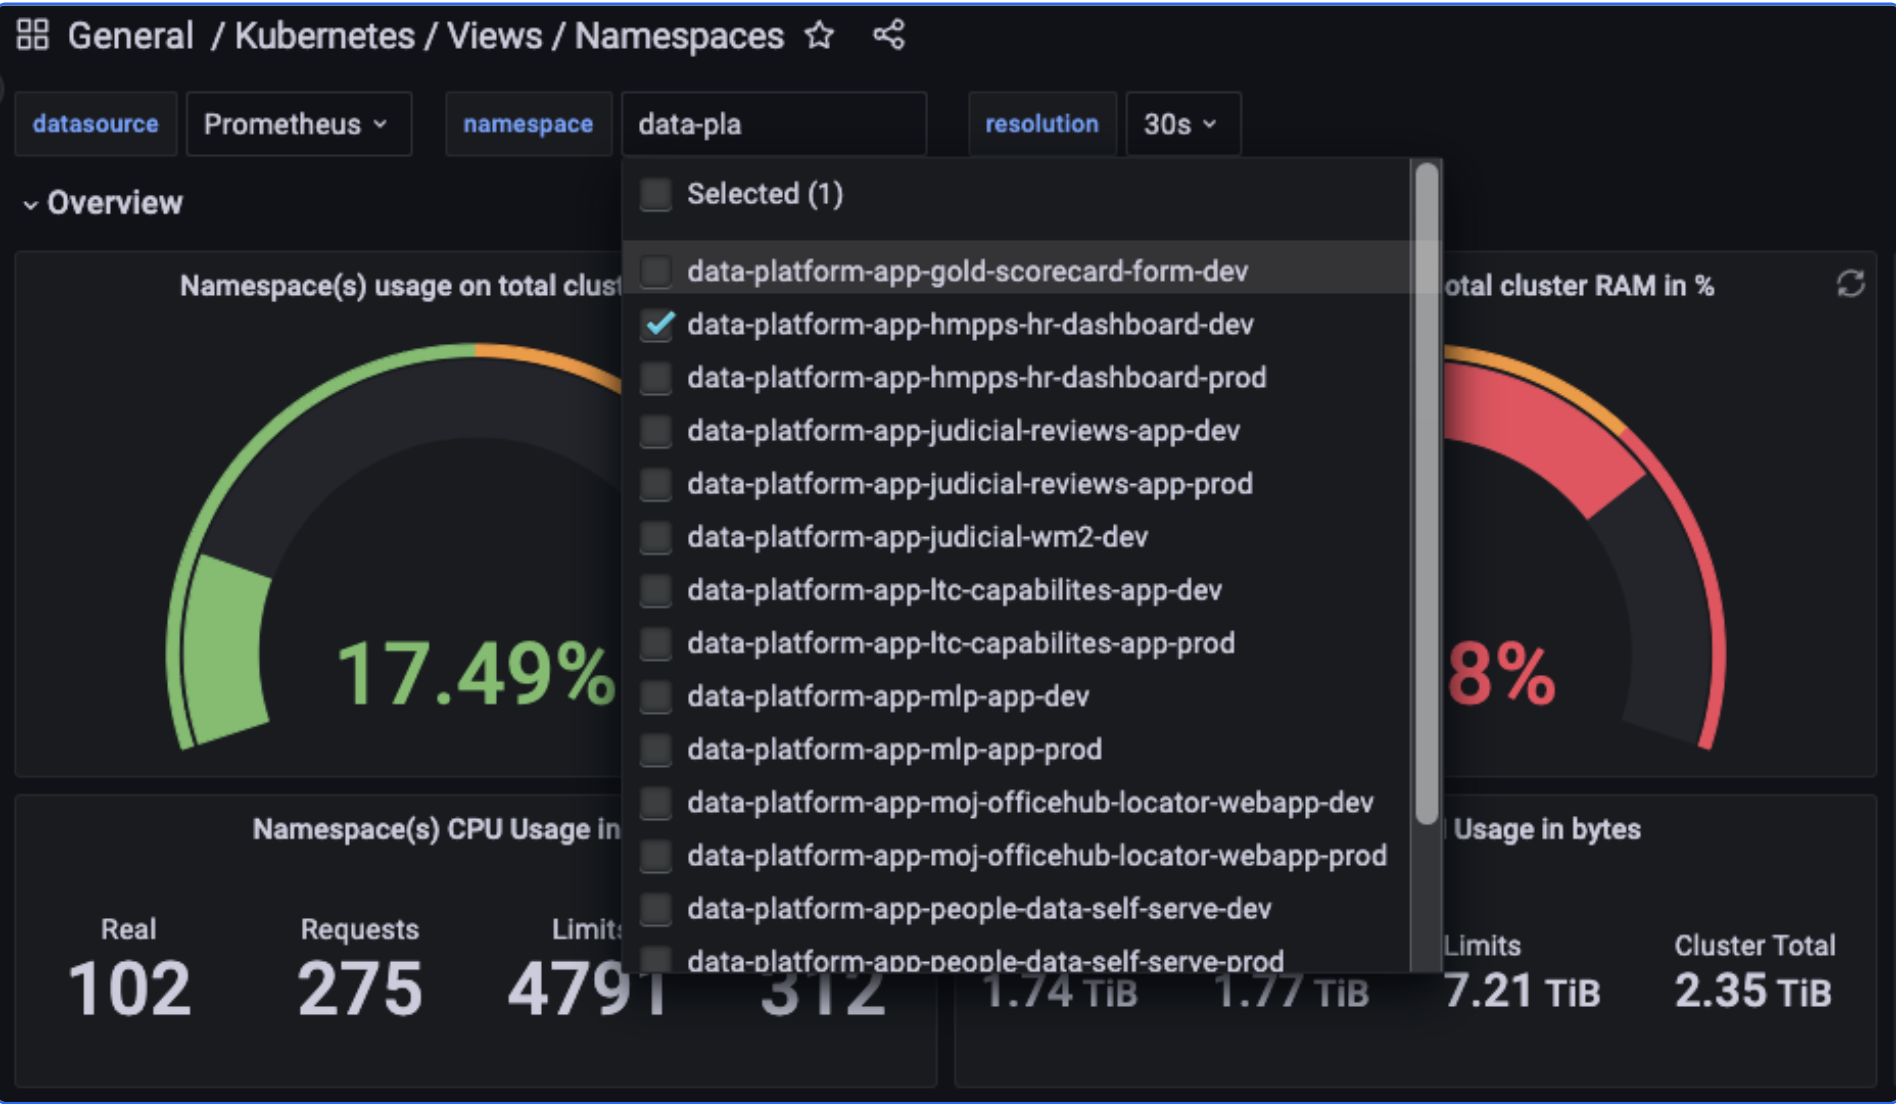 General / Kubernetes / Views / Namespaces
datasource Prometheus namespace data-pla resolution 30s
Overview
Selected (1)
data-platform-app-gold-scorecard-form-dev
data-platform-app-hmpps-hr-dashboard-dev
data-platform-app-hmpps-hr-dashboard-prod
data-platform-app-judicial-reviews-app-dev
data-platform-app-judicial-reviews-app-prod
data-platform-app-judicial-wm2-dev
data-platform-app-ltc-capabilites-app-dev
data-platform-app-ltc-capabilites-app-prod
data-platform-app-mlp-app-dev
data-platform-app-mlp-app-prod
data-platform-app-moj-officehub-locator-webapp-dev
data-platform-app-moj-officehub-locator-webapp-prod
data-platform-app-people-data-self-serve-dev
data-platform-app-people-data-self-serve-prod
Namespace(s) usage on total clust
17.49%
otal cluster RAM in %
8%
Namespace(s) CPU Usage in
Real Requests Limits
102 275 4791 312
Usage in bytes
Limits Cluster Total
1.74 TiB 1.77 TiB 7.21 TiB 2.35 TiB